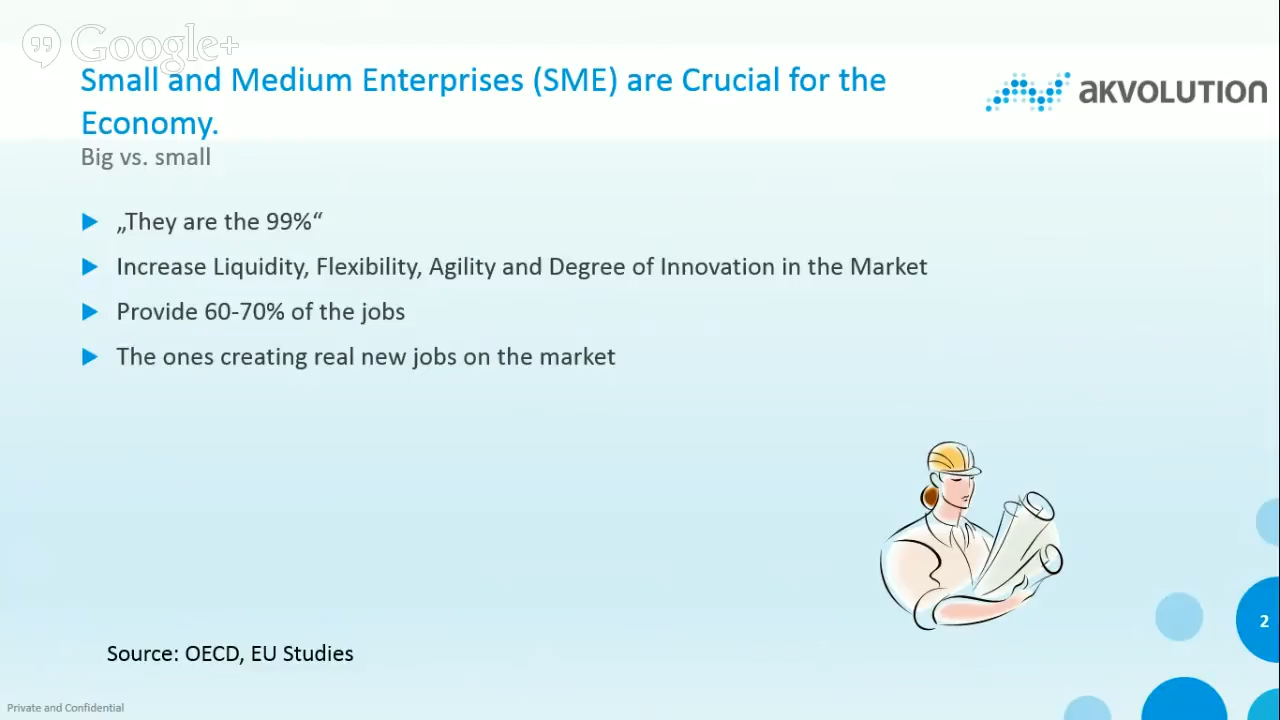 Google+
Small and Medium Enterprises (SME) are Crucial for the
Economy.
AKVOLUTION
Big vs. small
„They are the 99%“
Increase Liquidity, Flexibility, Agility and Degree of Innovation in the Market
Provide 60-70% of the jobs
The ones creating real new jobs on the market
2
Source: OECD, EU Studies
Private and Confidential